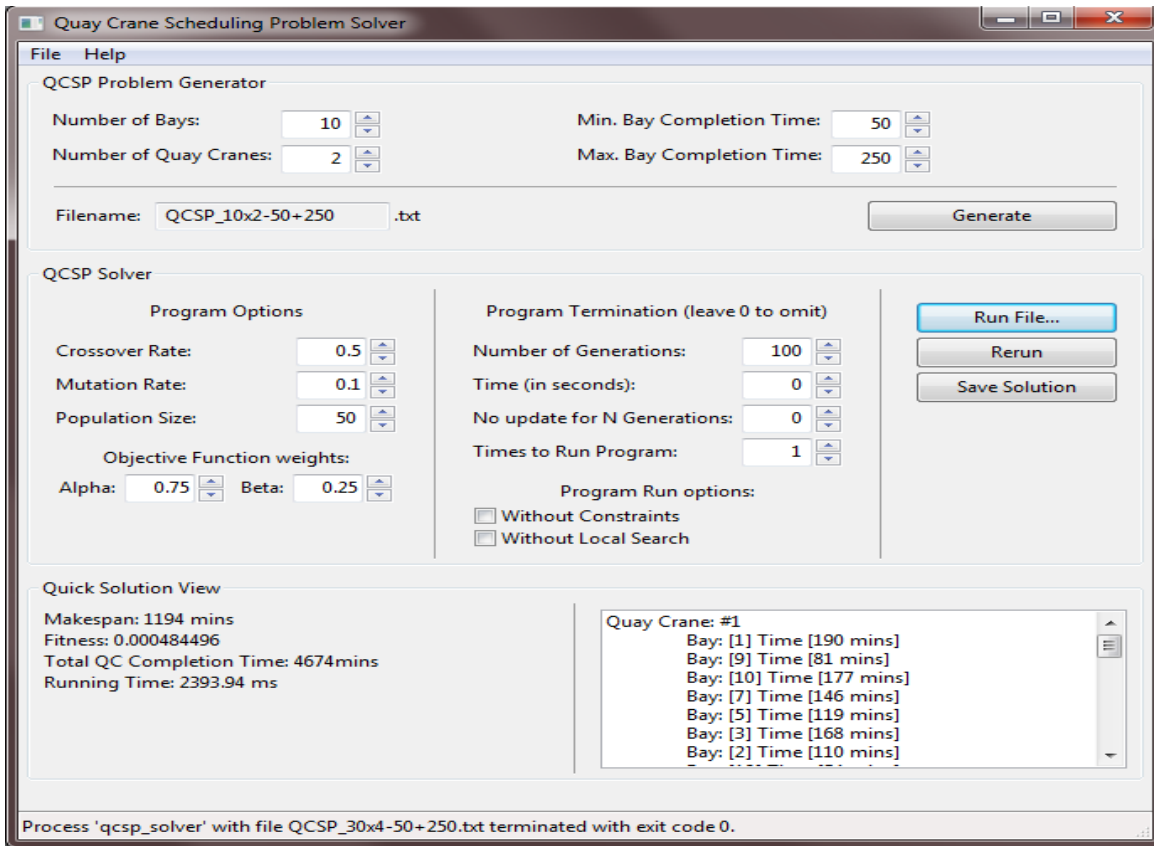 Quay Crane Scheduling Problem Solver
File Help
QCSP Problem Generator
Number of Bays: 10
Min. Bay Completion Time: 50
Number of Quay Cranes: 2
Max. Bay Completion Time: 250
Filename: QCSP_10x2-50+250 .txt
Generate
QCSP Solver
Program Options
Crossover Rate: 0.5
Mutation Rate: 0.1
Population Size: 50
Objective Function weights:
Alpha: 0.75 Beta: 0.25
Program Termination (leave 0 to omit)
Number of Generations: 100
Time (in seconds): 0
No update for N Generations: 0
Times to Run Program: 1
Program Run options:
Without Constraints
Without Local Search
Run File...
Rerun
Save Solution
Quick Solution View
Makespan: 1194 mins
Fitness: 0.000484496
Total QC Completion Time: 4674mins
Running Time: 2393.94 ms
Quay Crane: #1
Bay: [1] Time [190 mins]
Bay: [9] Time [81 mins]
Bay: [10] Time [177 mins]
Bay: [7] Time [146 mins]
Bay: [5] Time [119 mins]
Bay: [3] Time [168 mins]
Bay: [2] Time [110 mins]
Process 'qcsp_solver' with file QCSP_30x4-50+250.txt terminated with exit code 0.